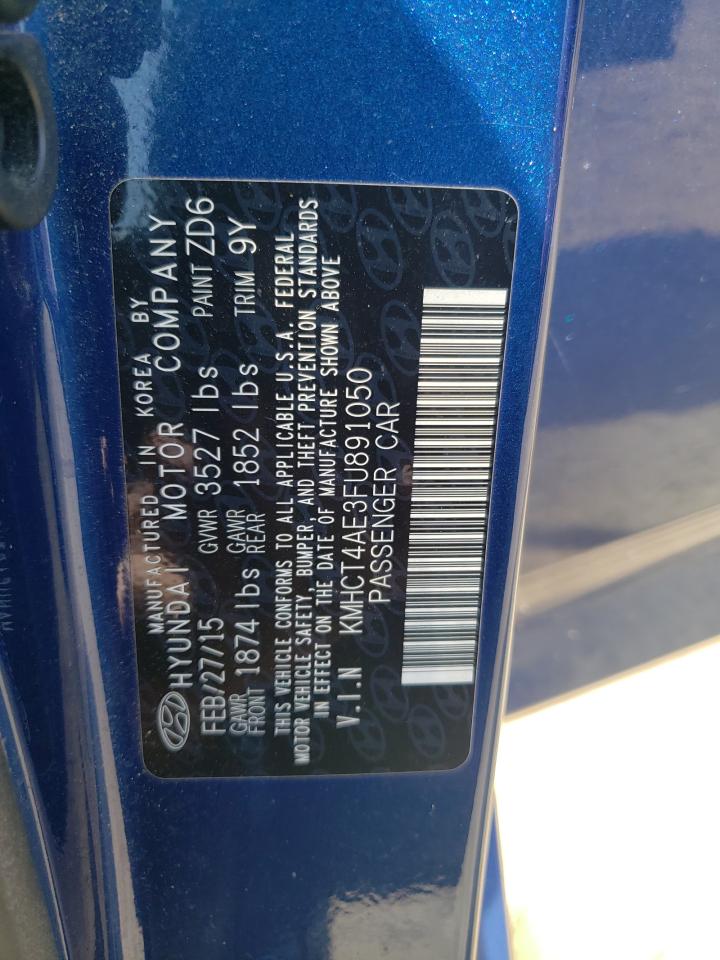 MANUFACTURED IN KOREA BY
HYUNDAI MOTOR COMPANY
FEB/27/15 GVWR 3527 lbs PAINT ZD6
GAWR FRONT 1874 lbs GAWR REAR 1852 lbs TRIM 9Y
THIS VEHICLE CONFORMS TO ALL APPLICABLE U.S.A. FEDERAL
MOTOR VEHICLE SAFETY, BUMPER, AND THEFT PREVENTION STANDARDS
IN EFFECT ON THE DATE OF MANUFACTURE SHOWN ABOVE
V.I.N KMHCT4AE3FU891050
PASSENGER CAR